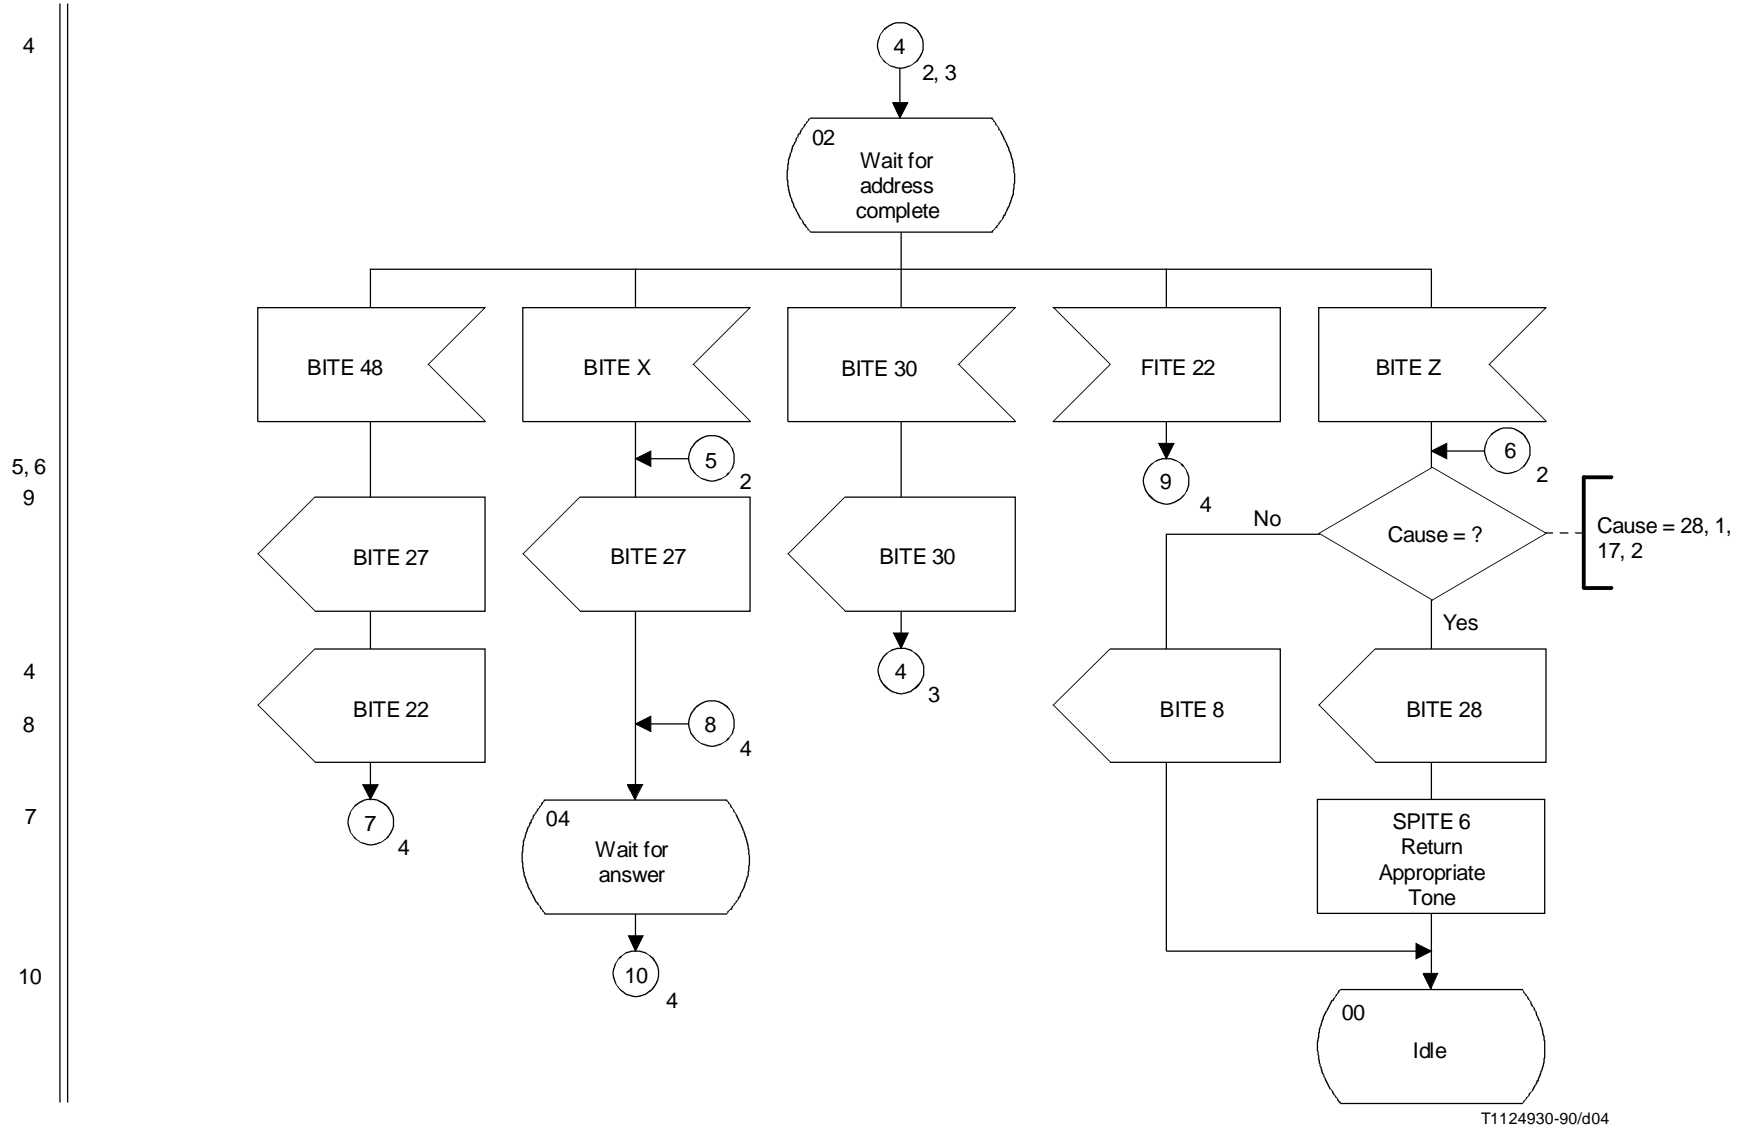 4
4
2, 3
02
Wait for
address
complete
BITE 48
BITE X
BITE 30
FITE 22
BITE Z
5, 6
9
5
2
9
4
6
2
BITE 27
BITE 27
BITE 30
No
Cause = ?
Cause = 28, 1,
17, 2
Yes
4
8
BITE 22
8
4
4
3
BITE 8
BITE 28
7
7
4
04
Wait for
answer
SPITE 6
Return
Appropriate
Tone
10
10
4
00
Idle
T1124930-90/d04